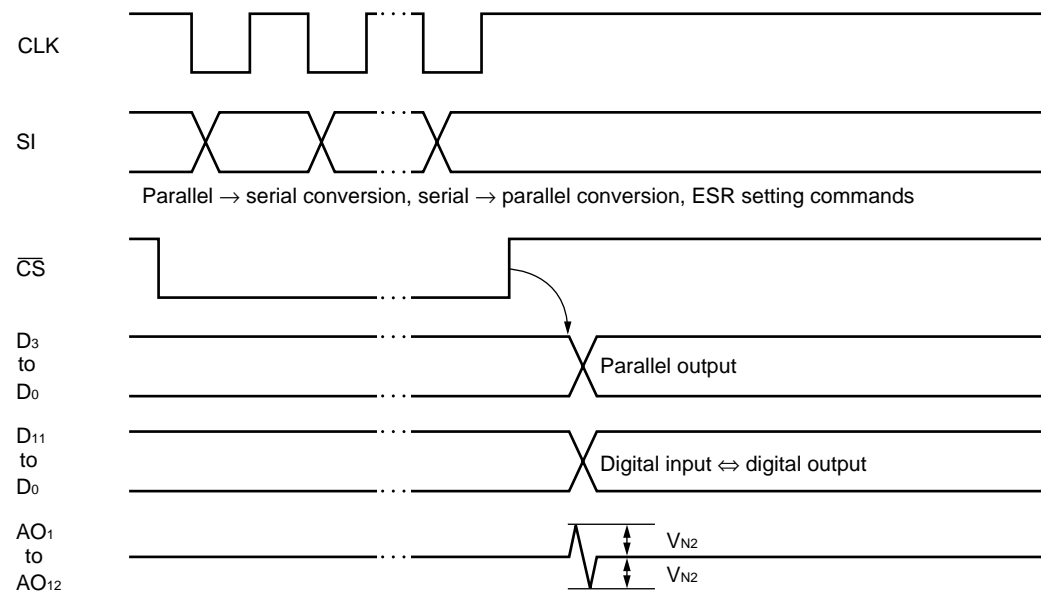 CLK
SI
Parallel → serial conversion, serial → parallel conversion, ESR setting commands
C̅S̅
D3
to
D0
Parallel output
D11
to
D0
Digital input ⇔ digital output
AO1
to
AO12
VN2
VN2